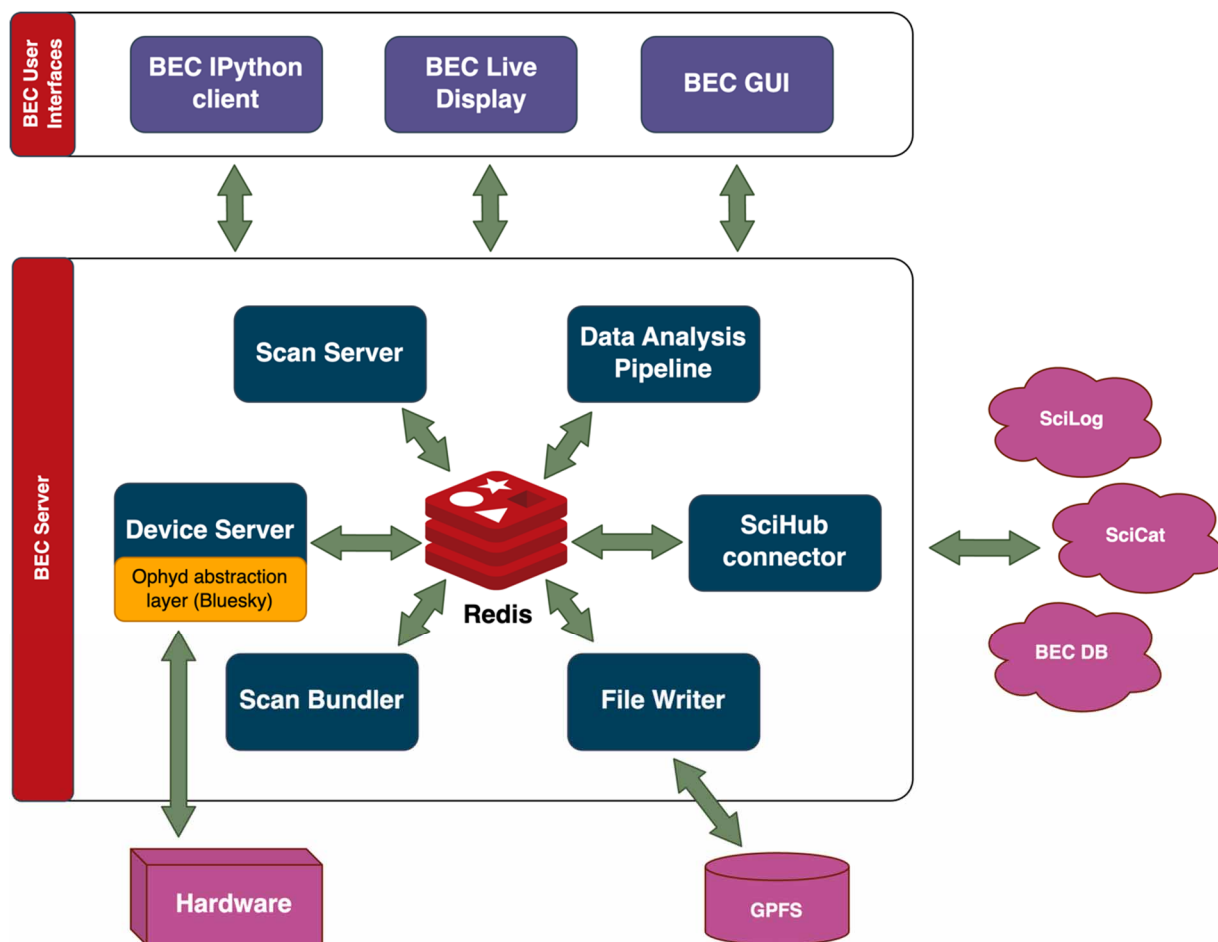 BEC User
Interfaces
BEC IPython
client
BEC Live
Display
BEC GUI
BEC Server
Scan Server
Data Analysis
Pipeline
Device Server
Ophyd abstraction
layer (Bluesky)
Redis
SciHub
connector
Scan Bundler
File Writer
SciLog
SciCat
BEC DB
Hardware
GPFS